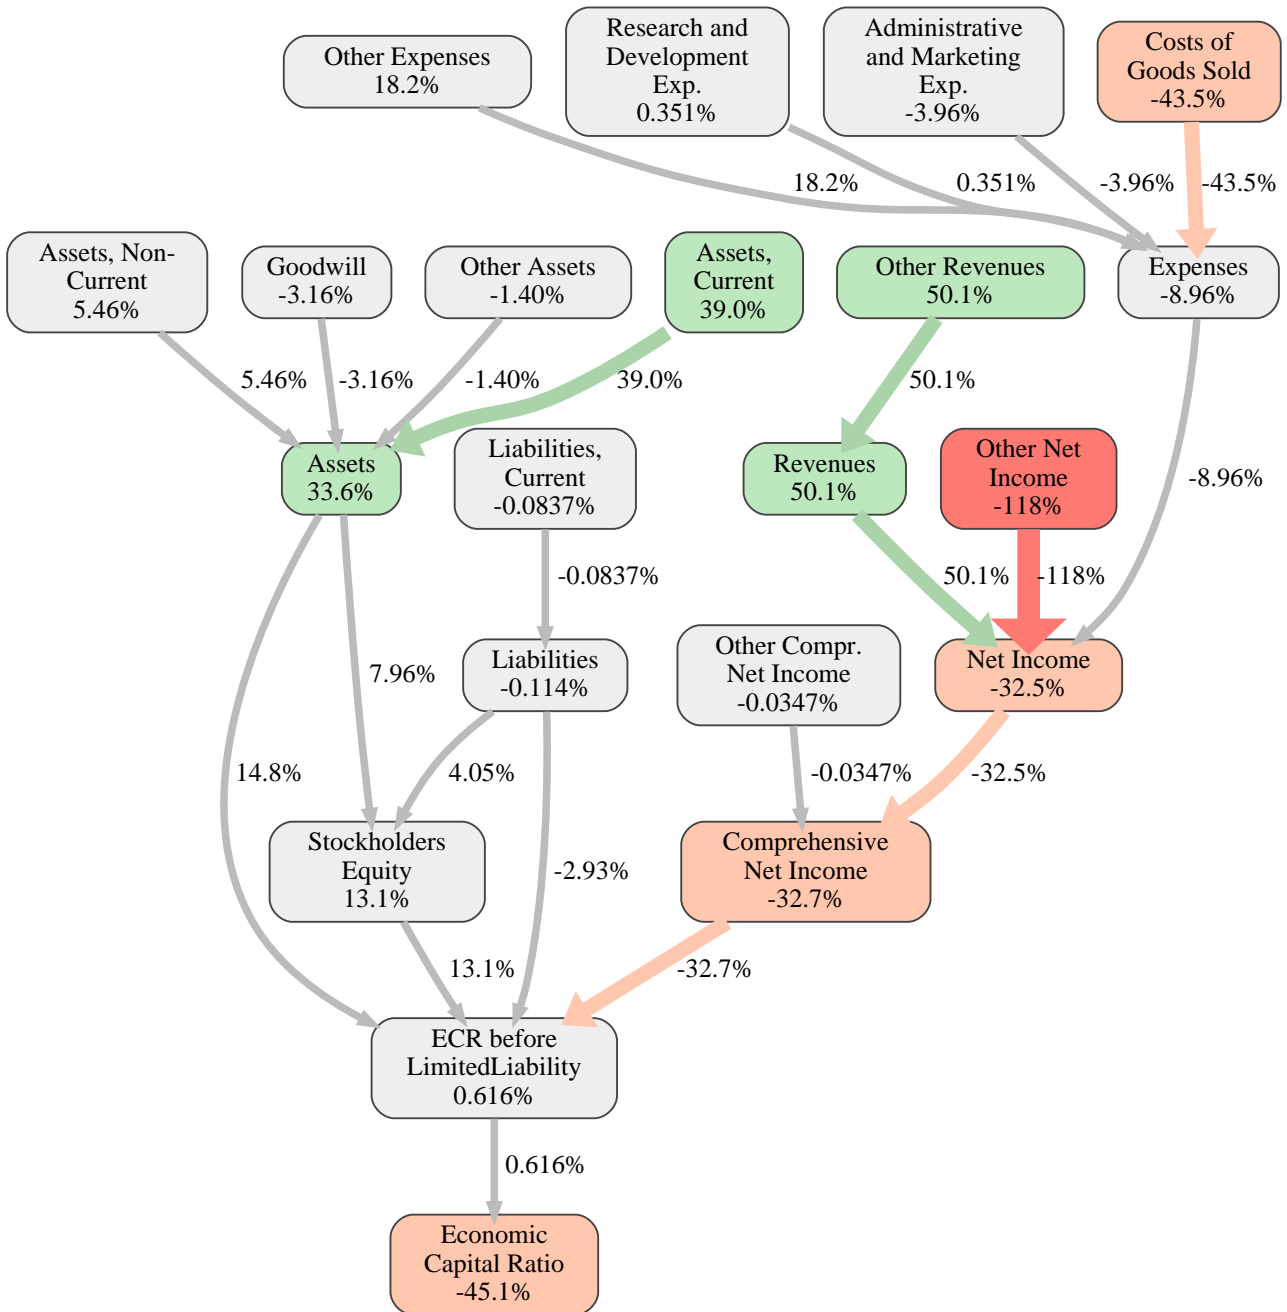 Other Expenses
18.2%
Research and
Development
Exp.
0.351%
Administrative
and Marketing
Exp.
-3.96%
Costs of
Goods Sold
-43.5%
18.2%
0.351%
-3.96%
-43.5%
Assets, Non-
Current
5.46%
Goodwill
-3.16%
Other Assets
-1.40%
Assets,
Current
39.0%
Other Revenues
50.1%
Expenses
-8.96%
5.46%
-3.16%
-1.40%
39.0%
50.1%
Assets
33.6%
Liabilities,
Current
-0.0837%
Revenues
50.1%
Other Net
Income
-118%
-8.96%
-0.0837%
50.1%
-118%
7.96%
Liabilities
-0.114%
Other Compr.
Net Income
-0.0347%
Net Income
-32.5%
14.8%
4.05%
-0.0347%
-32.5%
Stockholders
Equity
13.1%
-2.93%
Comprehensive
Net Income
-32.7%
13.1%
-32.7%
ECR before
LimitedLiability
0.616%
0.616%
Economic
Capital Ratio
-45.1%